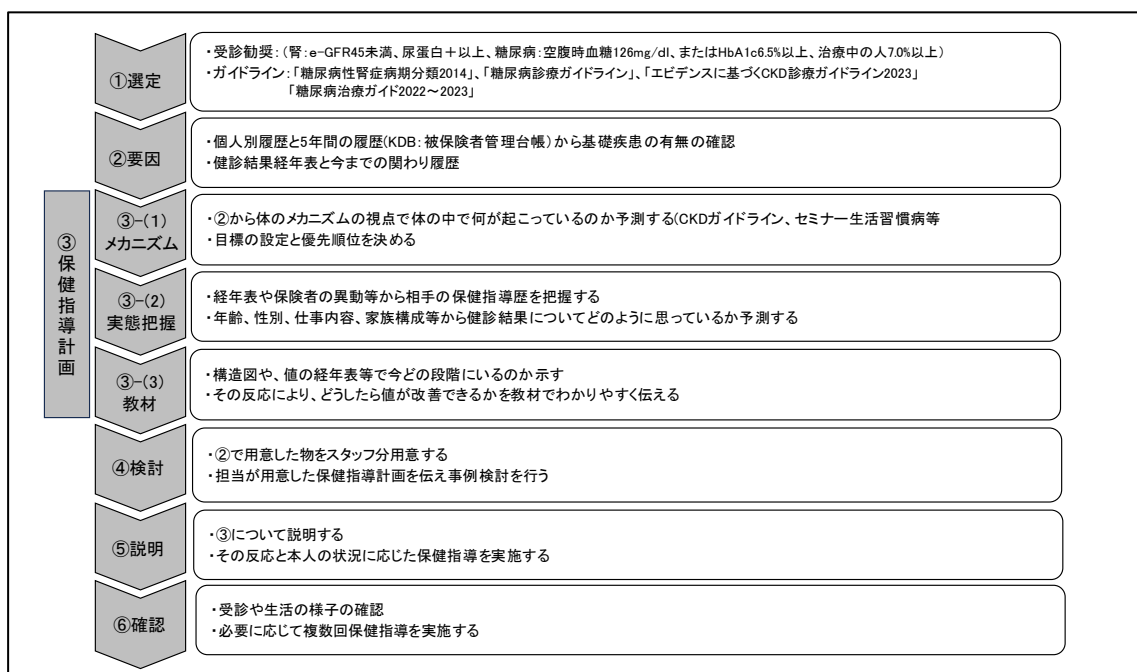 ①選定
・受診勧奨：（腎：e-GFR45未満、尿蛋白＋以上、糖尿病：空腹時血糖126mg/dl、またはHbA1c6.5％以上、治療中の人7.0％以上）
・ガイドライン：「糖尿病性腎症病期分類2014」、「糖尿病診療ガイドライン」、「エビデンスに基づくCKD診療ガイドライン2023」
「糖尿病治療ガイド2022～2023」
②要因
・個人別履歴と5年間の履歴（KDB：被保険者管理台帳）から基礎疾患の有無の確認
・健診結果経年表と今までの関わり履歴
③保健指導計画
③-(1)
メカニズム
・②から体のメカニズムの視点で体の中で何が起こっているのか予測する（CKDガイドライン、セミナー生活習慣病等
・目標の設定と優先順位を決める
③-(2)
実態把握
・経年表や保険者の異動等から相手の保健指導歴を把握する
・年齢、性別、仕事内容、家族構成等から健診結果についてどのように思っているか予測する
③-(3)
教材
・構造図や、値の経年表等で今どの段階にいるのか示す
・その反応により、どうしたら値が改善できるかを教材でわかりやすく伝える
④検討
・②で用意した物をスタッフ分用意する
・担当が用意した保健指導計画を伝え事例検討を行う
⑤説明
・③について説明する
・その反応と本人の状況に応じた保健指導を実施する
⑥確認
・受診や生活の様子の確認
・必要に応じて複数回保健指導を実施する